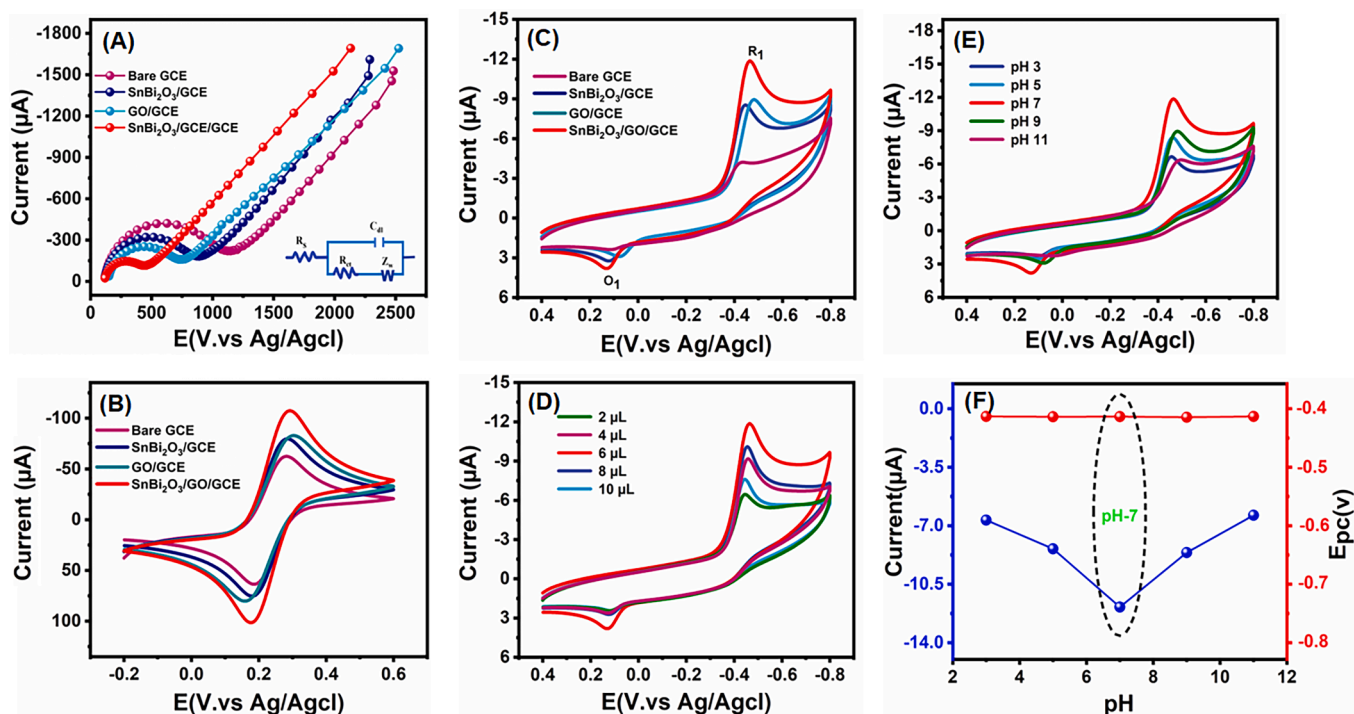 (A)
Bare GCE
SnBi₂O₃/GCE
GO/GCE
SnBi₂O₃/GCE/GCE
-1800
-1500
-1200
-900
-600
-300
0
Current (µA)
0 500 1000 1500 2000 2500
E(V.vs Ag/Agcl)
Rs
Cdl
Rct
Zw
(C)
Bare GCE
SnBi₂O₃/GCE
GO/GCE
SnBi₂O₃/GO/GCE
R₁
O₁
-15
-12
-9
-6
-3
0
3
6
Current (µA)
0.4 0.2 0.0 -0.2 -0.4 -0.6 -0.8
E(V.vs Ag/Agcl)
(E)
pH 3
pH 5
pH 7
pH 9
pH 11
-18
-15
-12
-9
-6
-3
0
3
6
Current (µA)
0.4 0.2 0.0 -0.2 -0.4 -0.6 -0.8
E(V.vs Ag/Agcl)
(B)
Bare GCE
SnBi₂O₃/GCE
GO/GCE
SnBi₂O₃/GO/GCE
-100
-50
0
50
100
Current (µA)
-0.2 0.0 0.2 0.4 0.6
E(V.vs Ag/Agcl)
(D)
2 µL
4 µL
6 µL
8 µL
10 µL
-15
-12
-9
-6
-3
0
3
6
Current (µA)
0.4 0.2 0.0 -0.2 -0.4 -0.6 -0.8
E(V.vs Ag/Agcl)
(F)
pH-7
0.0
-3.5
-7.0
-10.5
-14.0
Current(µA)
-0.4
-0.5
-0.6
-0.7
-0.8
Epc(v)
2 4 6 8 10 12
pH